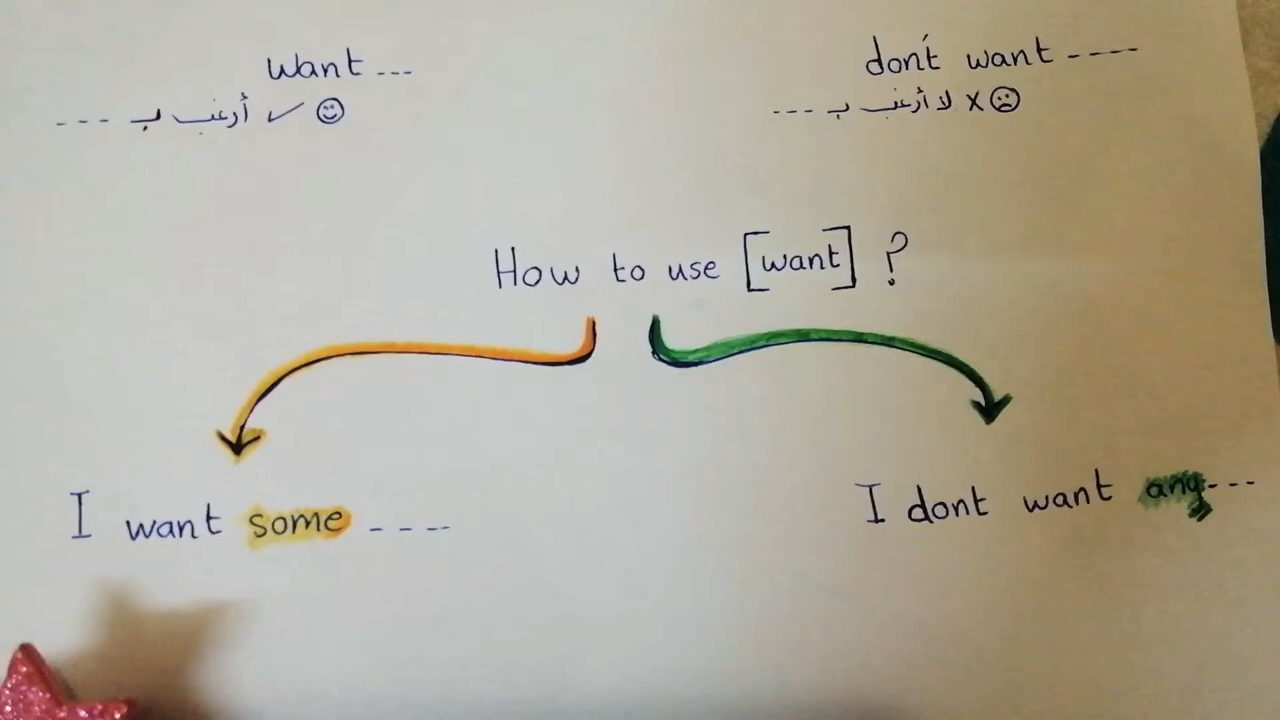 want ---
أرغب ب ---
don't want ----
لا أرغب ب ---
How to use [want] ?
I want some ----
I dont want any---